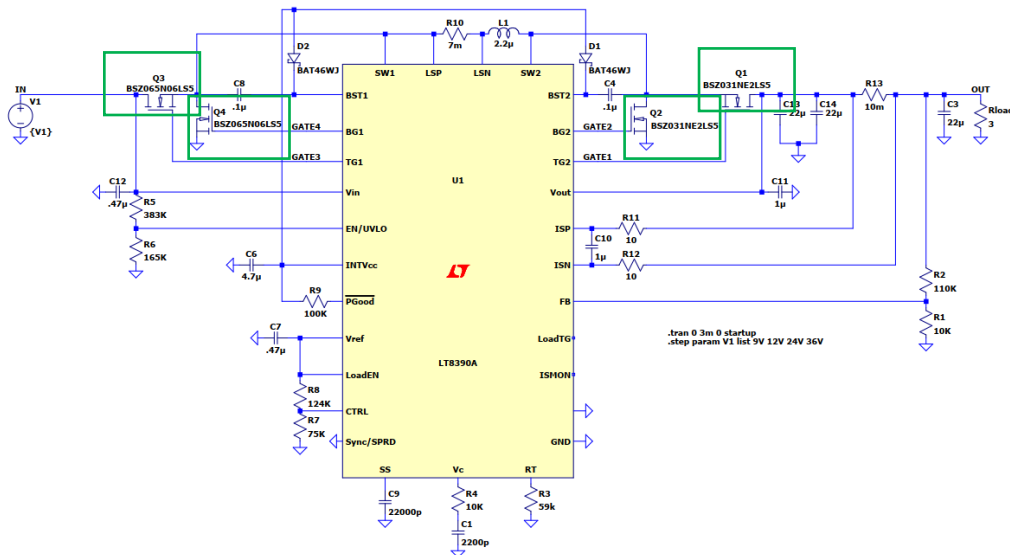 R10
7m
L1
2.2µ
D2
BAT46WJ
D1
BAT46WJ
SW1
LSP
LSN
SW2
Q3
BSZ065N06LS5
Q1
BSZ031NE2LS5
IN
V1
{V1}
C8
.1µ
BST1
BST2
C4
.1µ
R13
10m
OUT
Q4
BSZ065N06LS5
GATE4
BG1
BG2
GATE2
Q2
BSZ031NE2LS5
C13
22µ
C14
22µ
C3
22µ
Rload
3
GATE3
TG1
TG2
GATE1
U1
C12
.47µ
Vin
Vout
C11
1µ
R5
383K
EN/UVLO
ISP
R11
10
R6
165K
C10
1µ
C6
4.7µ
INTVcc
ISN
R12
10
R9
100K
PGood
FB
R2
110K
R1
10K
C7
.47µ
Vref
LoadTG
.tran 0 3m 0 startup
.step param V1 list 9V 12V 24V 36V
LT8390A
LoadEN
ISMON
R8
124K
CTRL
R7
75K
Sync/SPRD
GND
SS
Vc
RT
C9
22000p
R4
10K
R3
59k
C1
2200p